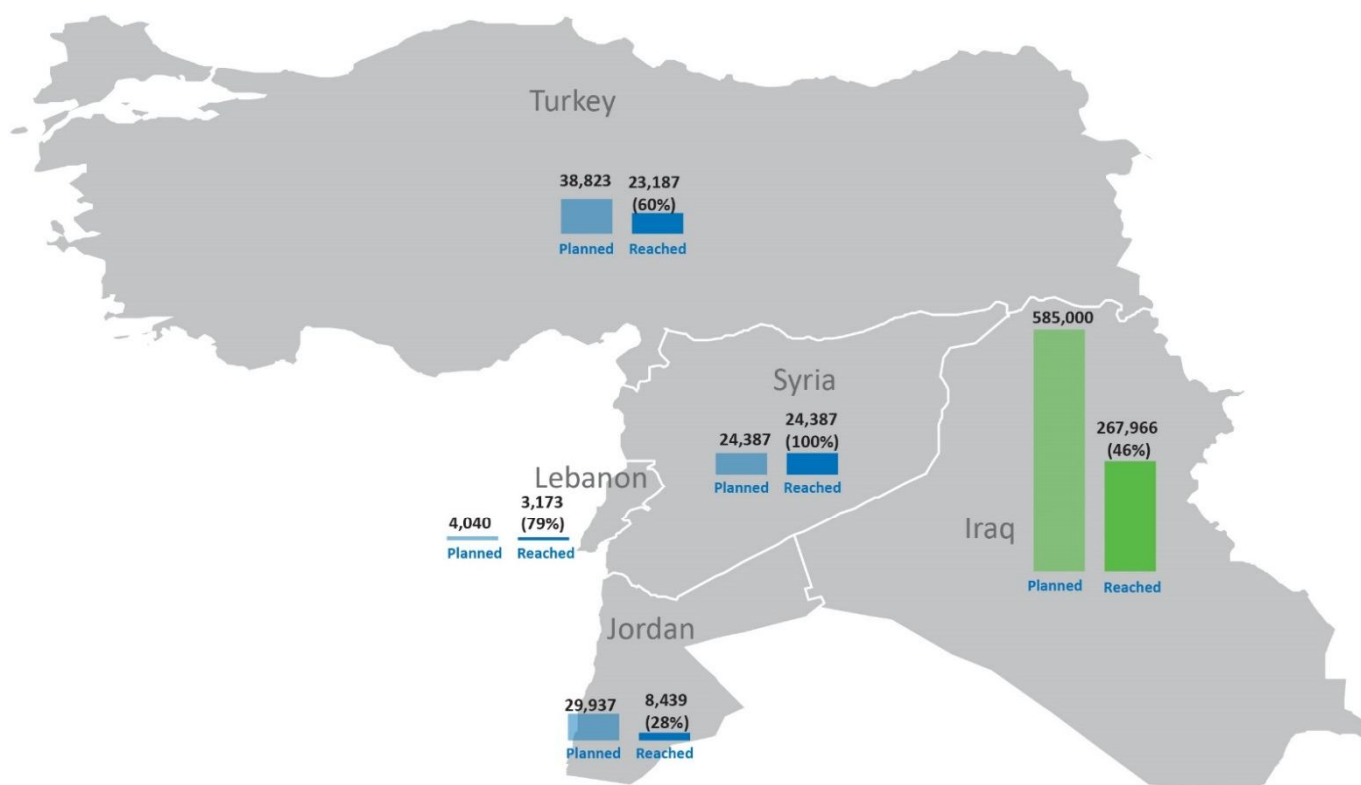 Turkey
38,823
23,187
(60%)
Planned
Reached
585,000
267,966
(46%)
Iraq
Planned
Reached
Syria
24,387
24,387
(100%)
Planned
Reached
Lebanon
4,040
3,173
(79%)
Planned
Reached
Jordan
29,937
8,439
(28%)
Planned
Reached